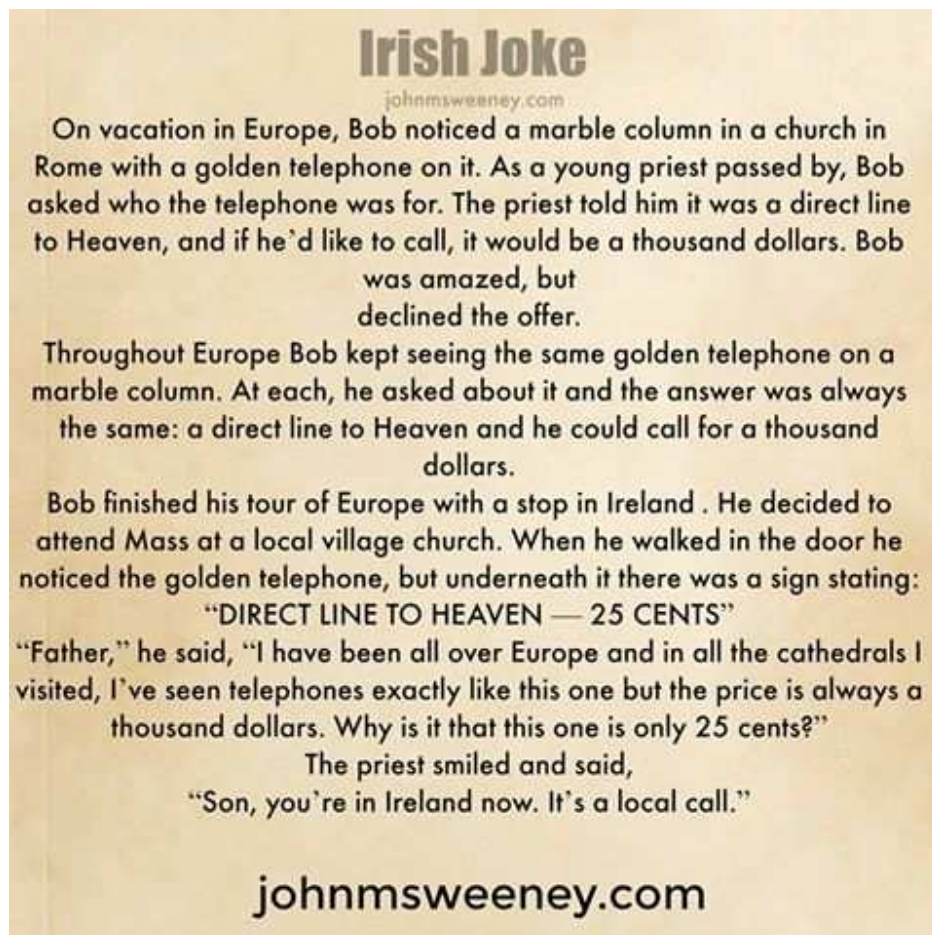 Irish Joke
johnmsweeney.com
On vacation in Europe, Bob noticed a marble column in a church in
Rome with a golden telephone on it. As a young priest passed by, Bob
asked who the telephone was for. The priest told him it was a direct line
to Heaven, and if he'd like to call, it would be a thousand dollars. Bob
was amazed, but
declined the offer.
Throughout Europe Bob kept seeing the same golden telephone on a
marble column. At each, he asked about it and the answer was always
the same: a direct line to Heaven and he could call for a thousand
dollars.
Bob finished his tour of Europe with a stop in Ireland . He decided to
attend Mass at a local village church. When he walked in the door he
noticed the golden telephone, but underneath it there was a sign stating:
“DIRECT LINE TO HEAVEN — 25 CENTS”
“Father,” he said, “I have been all over Europe and in all the cathedrals I
visited, I've seen telephones exactly like this one but the price is always a
thousand dollars. Why is it that this one is only 25 cents?”
The priest smiled and said,
“Son, you're in Ireland now. It's a local call.”
johnmsweeney.com